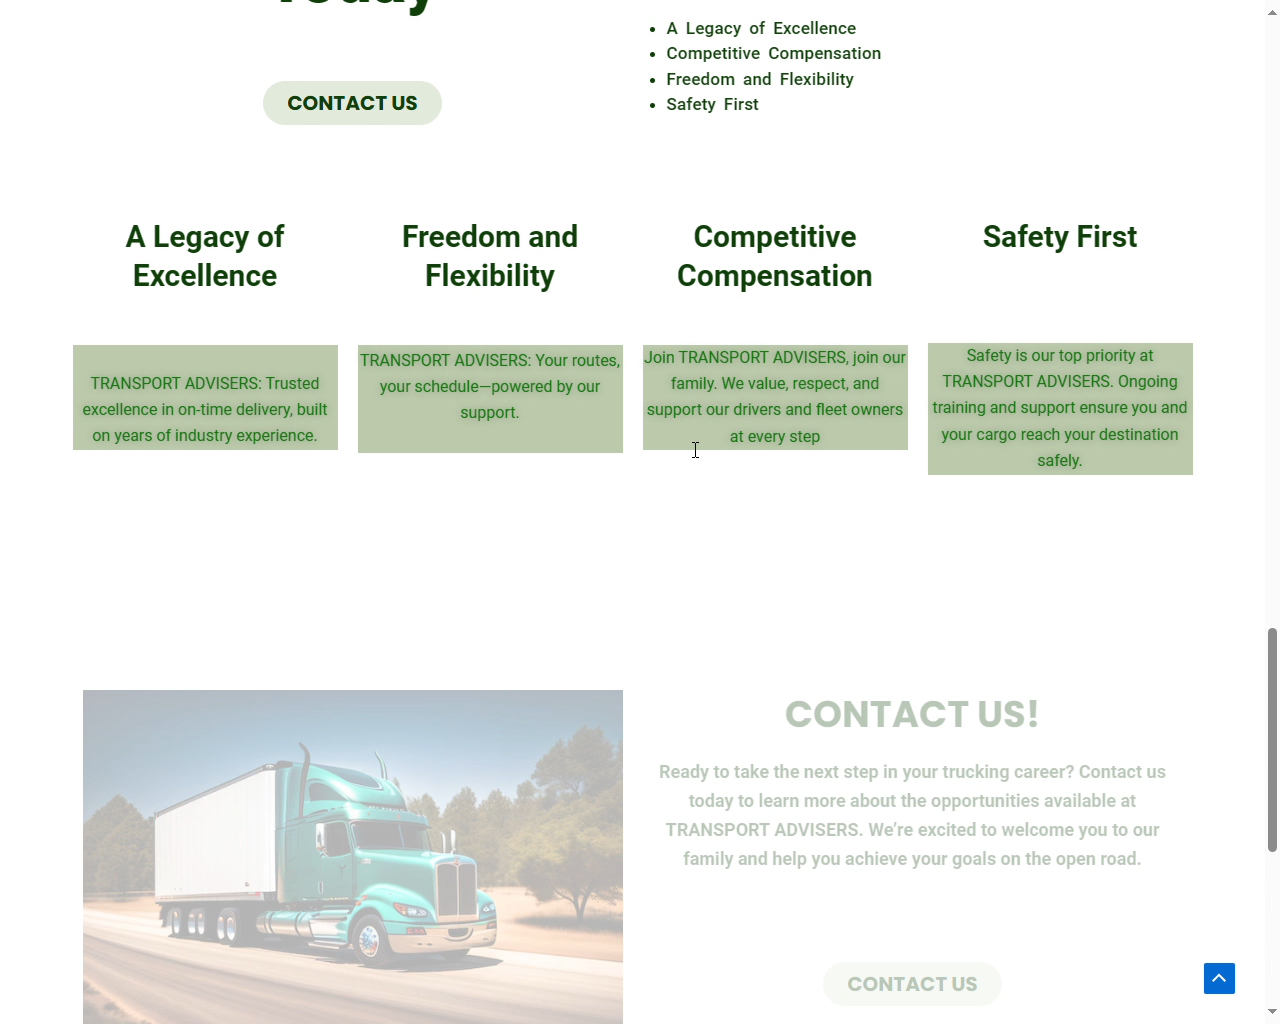 Today
CONTACT US
• A Legacy of Excellence
• Competitive Compensation
• Freedom and Flexibility
• Safety First
A Legacy of
Excellence
TRANSPORT ADVISERS: Trusted
excellence in on-time delivery, built
on years of industry experience.
Freedom and
Flexibility
TRANSPORT ADVISERS: Your routes,
your schedule—powered by our
support.
Competitive
Compensation
Join TRANSPORT ADVISERS, join our
family. We value, respect, and
support our drivers and fleet owners
at every step
Safety First
Safety is our top priority at
TRANSPORT ADVISERS. Ongoing
training and support ensure you and
your cargo reach your destination
safely.
CONTACT US!
Ready to take the next step in your trucking career? Contact us
today to learn more about the opportunities available at
TRANSPORT ADVISERS. We’re excited to welcome you to our
family and help you achieve your goals on the open road.
CONTACT US